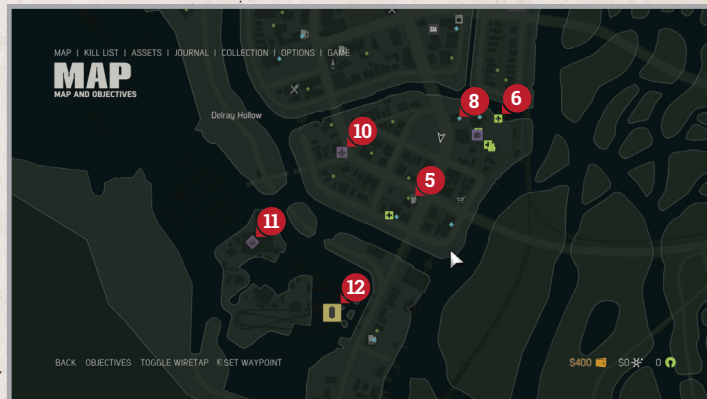 MAP | KILL LIST | ASSETS | JOURNAL | COLLECTION | OPTIONS | GAME
MAP
MAP AND OBJECTIVES
Delray Hollow
8
6
10
5
11
12
BACK OBJECTIVES TOGGLE WIRETAP SET WAYPOINT
$400 $0 0